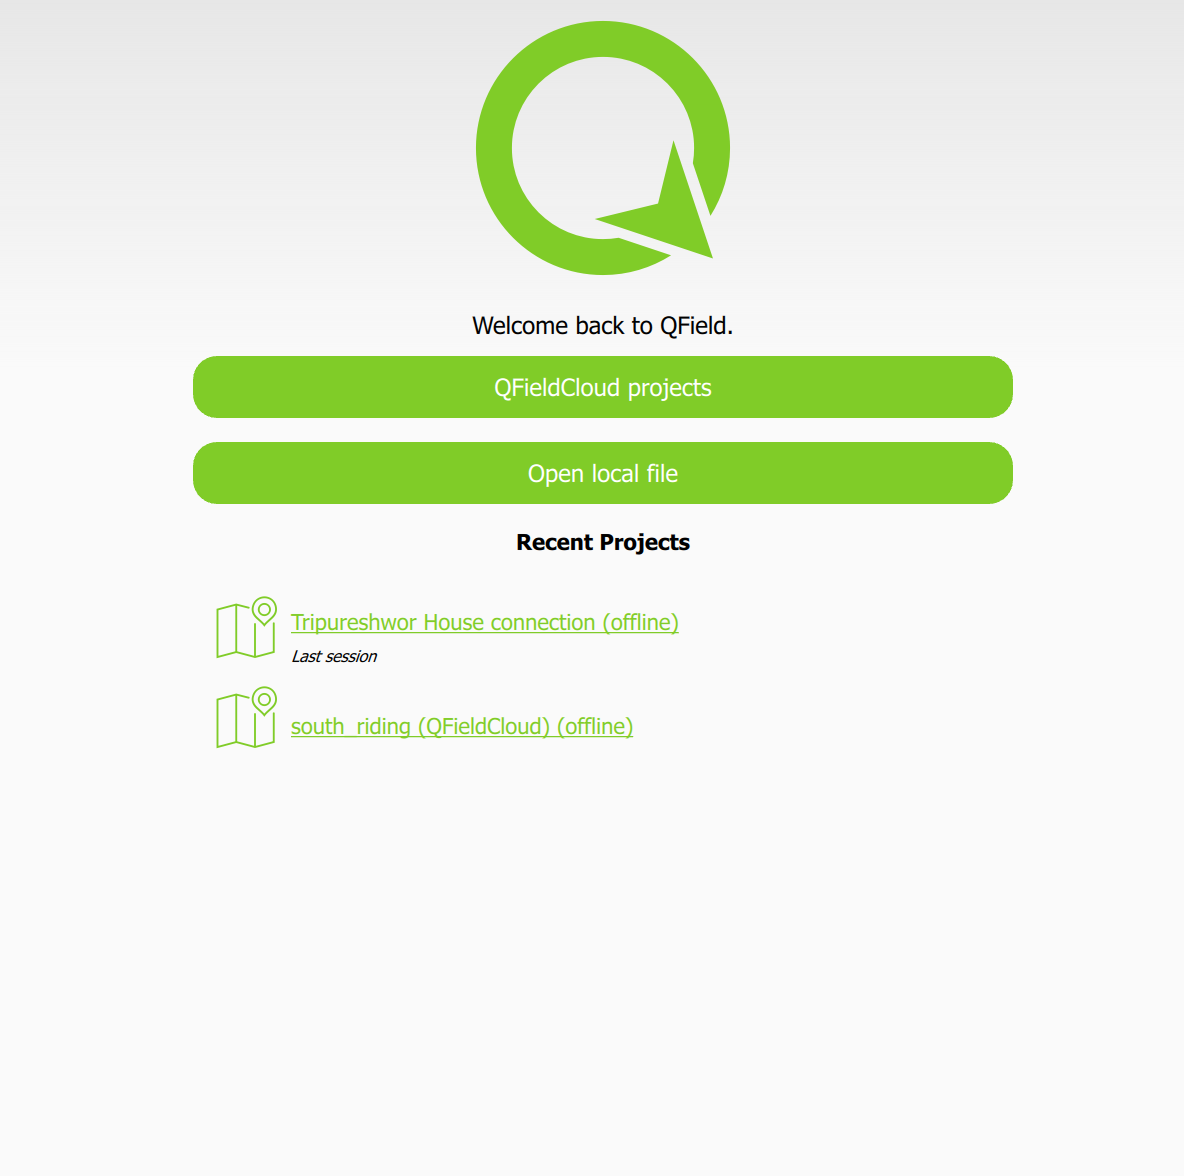 Welcome back to QField.
QFieldCloud projects
Open local file
Recent Projects
Tripureshwor House connection (offline)
Last session
south_riding (QFieldCloud) (offline)